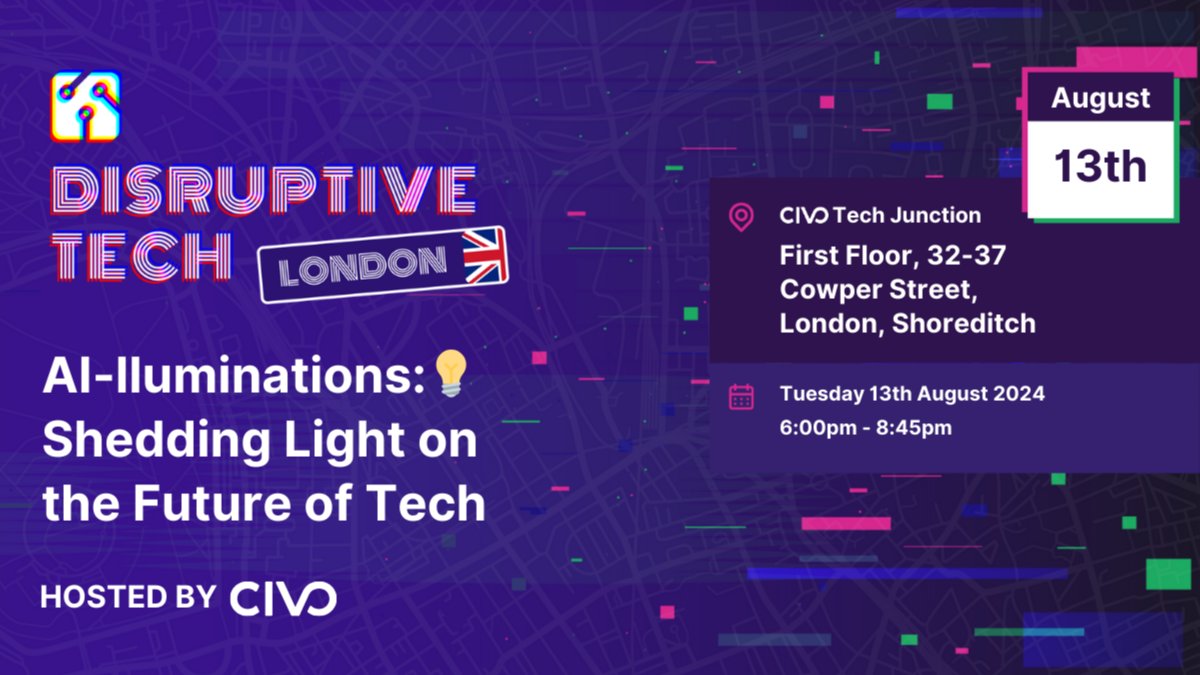 DISRUPTIVE
TECH
LONDON
AI-Iluminations:💡
Shedding Light on
the Future of Tech
HOSTED BY CIVO
August
13th
CIVO Tech Junction
First Floor, 32-37
Cowper Street,
London, Shoreditch
Tuesday 13th August 2024
6:00pm - 8:45pm